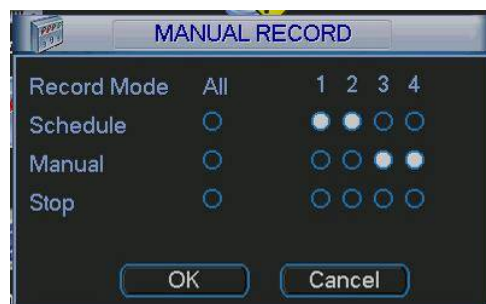 MANUAL RECORD
Record Mode All 1 2 3 4
Schedule
Manual
Stop
OK Cancel